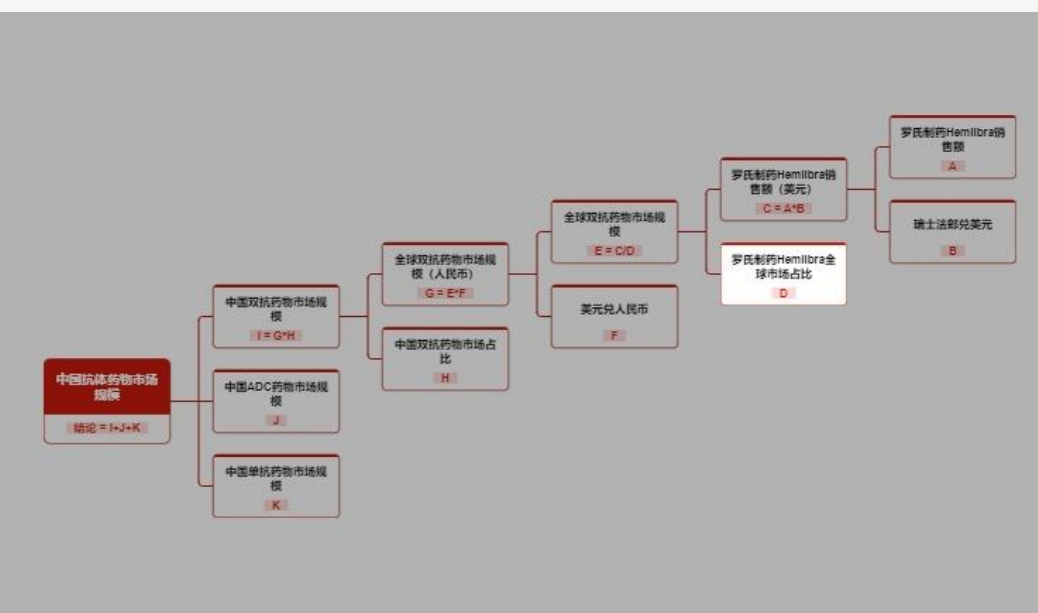 罗氏制药Hemlibra销
售额
A
罗氏制药Hemlibra销
售额（美元）
C = A*B
瑞士法郎兑美元
B
全球双抗药物市场规
模
E = C/D
罗氏制药Hemlibra全
球市场占比
D
全球双抗药物市场规
模（人民币）
G = E*F
美元兑人民币
F
中国双抗药物市场规
模
I = G*H
中国双抗药物市场占
比
H
中国抗体药物市场
规模
结论 = I+J+K
中国ADC药物市场规
模
J
中国单抗药物市场规
模
K